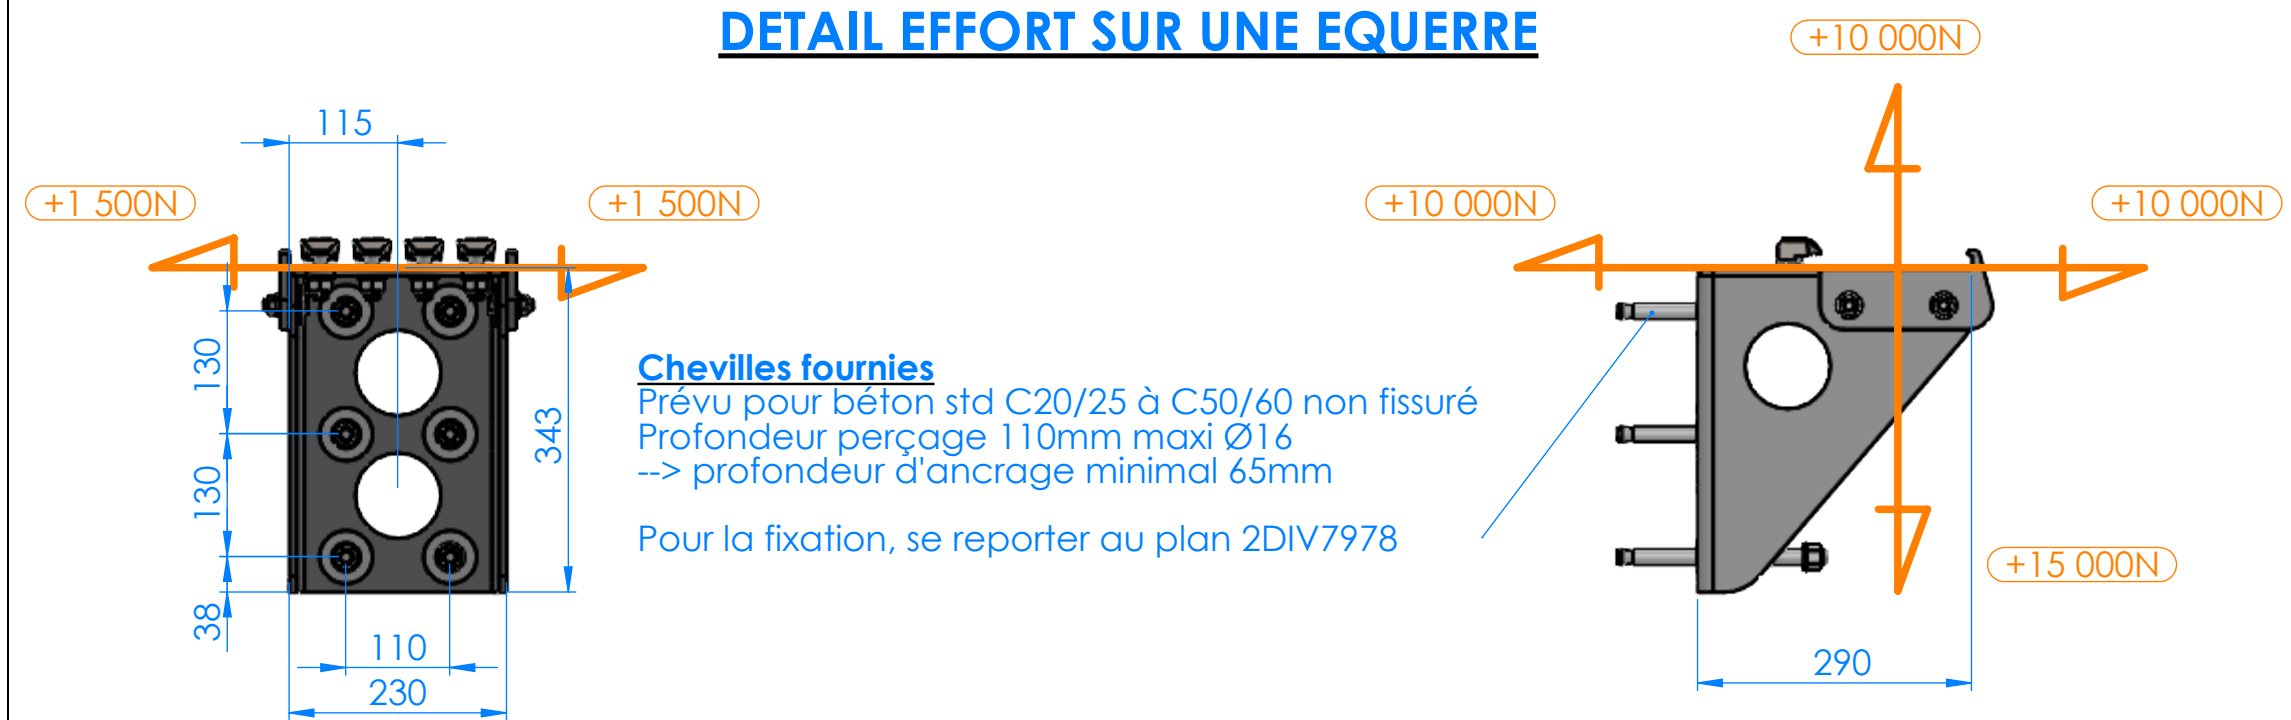 DETAIL EFFORT SUR UNE EQUERRE
+10 000N
115
+1 500N
+1 500N
+10 000N
+10 000N
130
130
38
343
110
230
Chevilles fournies
Prévu pour béton std C20/25 à C50/60 non fissuré
Profondeur perçage 110mm maxi Ø16
--> profondeur d'ancrage minimal 65mm
Pour la fixation, se reporter au plan 2DIV7978
+15 000N
290